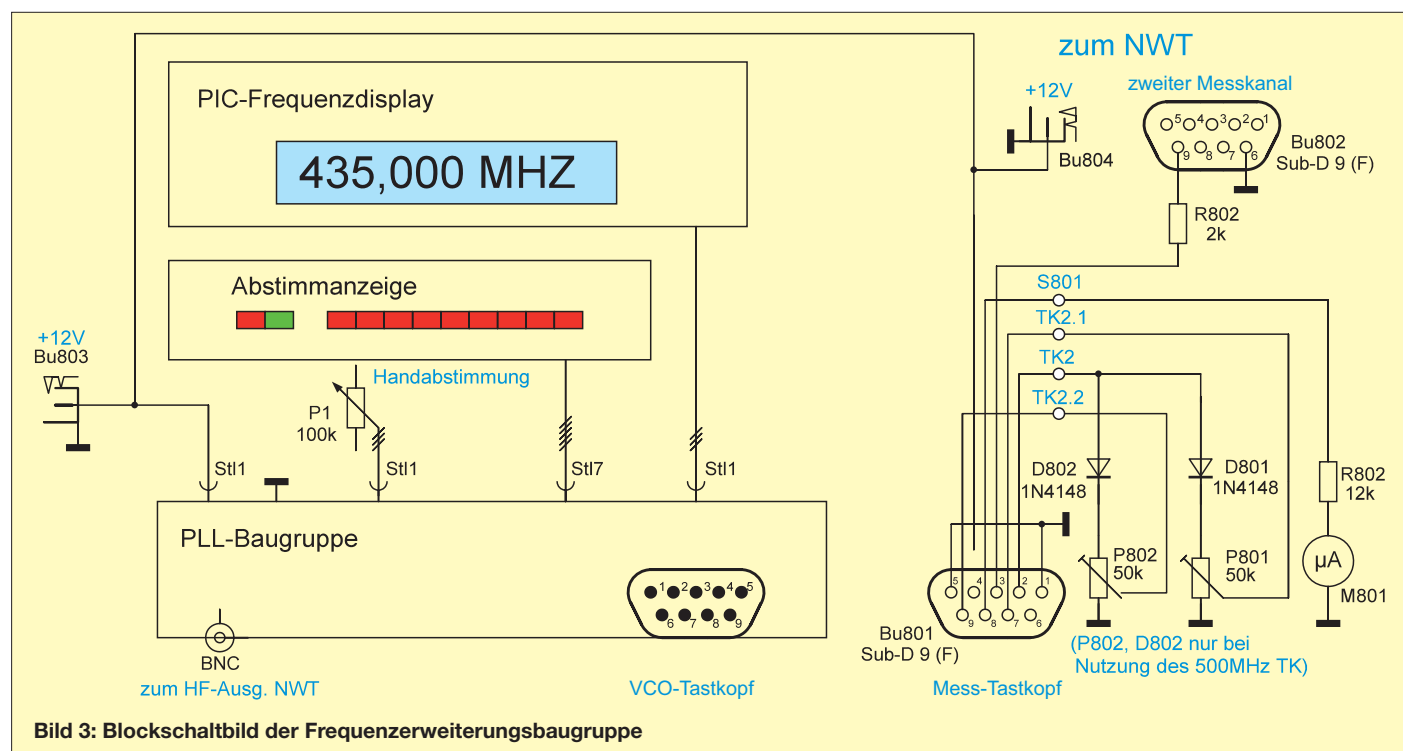 zum NWT
+12V
zweiter Messkanal
PIC-Frequenzdisplay
435,000 MHZ
5 4 3 2 1
9 8 7 6
Bu802
Sub-D 9 (F)
Bu804
R802
2k
Abstimmanzeige
S801
TK2.1
TK2
TK2.2
+12V
Bu803
Handabstimmung
P1
100k
Stl1
Stl1
Stl7
Stl1
D802
1N4148
D801
1N4148
R802
12k
PLL-Baugruppe
P802
50k
P801
50k
µA
M801
1 2 3 4 5
6 7 8 9
5 4 3 2 1
9 8 7 6
Bu801
Sub-D 9 (F)
BNC
zum HF-Ausg. NWT
VCO-Tastkopf
Mess-Tastkopf
(P802, D802 nur bei
Nutzung des 500MHz TK)
Bild 3: Blockschaltbild der Frequenzerweiterungsbaugruppe